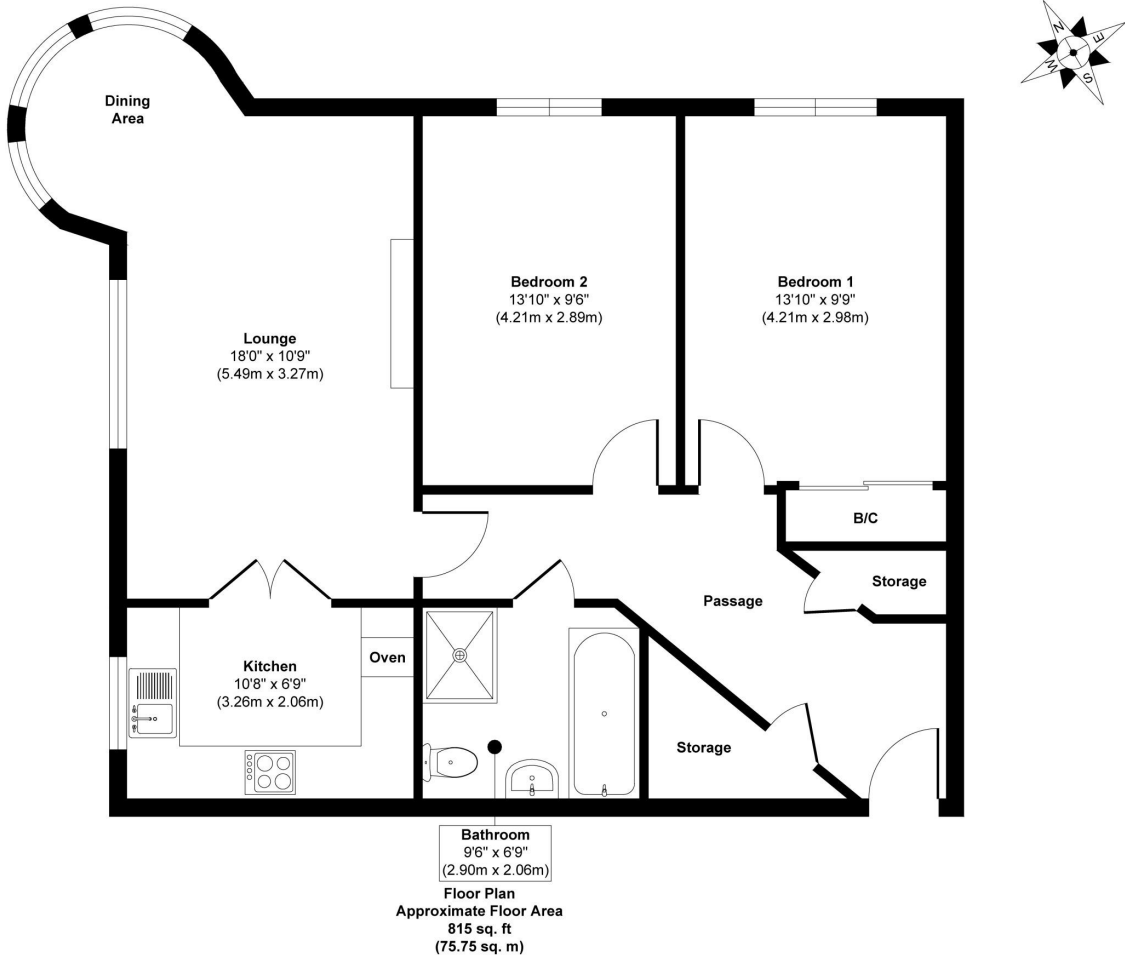 Dining
Area
N
E
S
W
Bedroom 2
13'10" x 9'6"
(4.21m x 2.89m)
Bedroom 1
13'10" x 9'9"
(4.21m x 2.98m)
Lounge
18'0" x 10'9"
(5.49m x 3.27m)
B/C
Storage
Passage
Kitchen
10'8" x 6'9"
(3.26m x 2.06m)
Oven
Storage
Bathroom
9'6" x 6'9"
(2.90m x 2.06m)
Floor Plan
Approximate Floor Area
815 sq. ft
(75.75 sq. m)